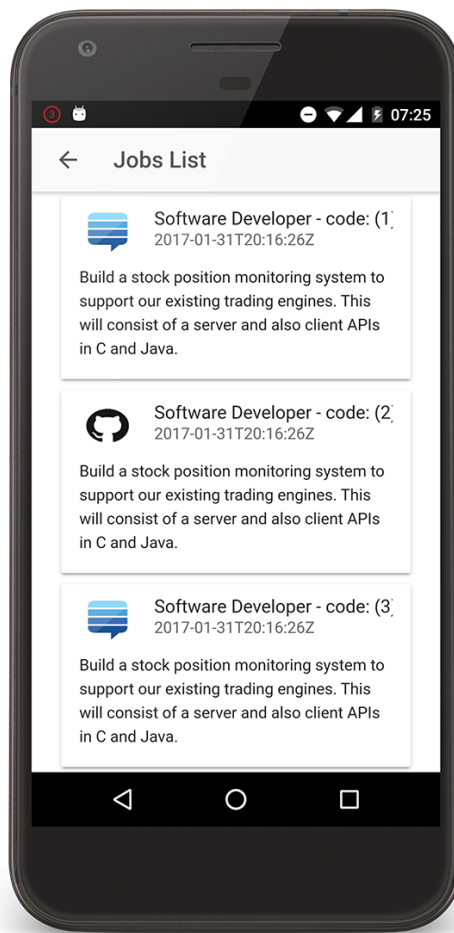 3
07:25
Jobs List
Software Developer - code: (1)
2017-01-31T20:16:26Z
Build a stock position monitoring system to
support our existing trading engines. This
will consist of a server and also client APIs
in C and Java.
Software Developer - code: (2)
2017-01-31T20:16:26Z
Build a stock position monitoring system to
support our existing trading engines. This
will consist of a server and also client APIs
in C and Java.
Software Developer - code: (3)
2017-01-31T20:16:26Z
Build a stock position monitoring system to
support our existing trading engines. This
will consist of a server and also client APIs
in C and Java.